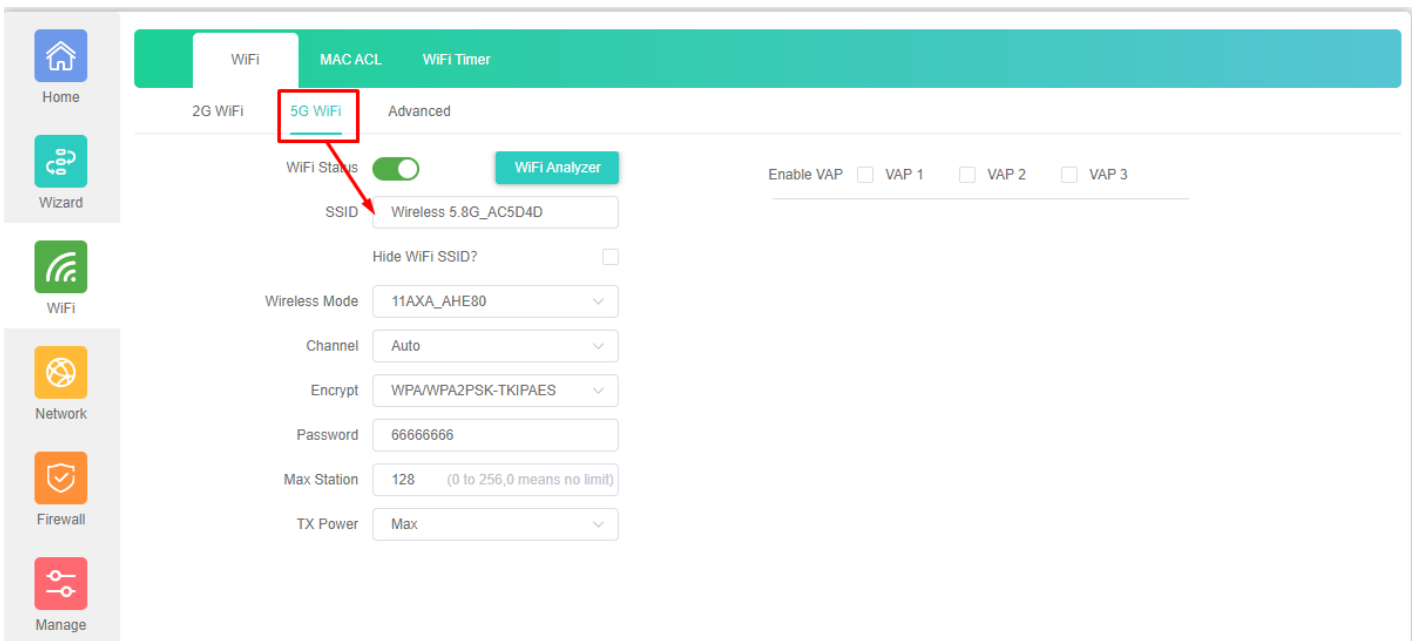 Home
Wizard
WiFi
Network
Firewall
Manage
WiFi MAC ACL WiFi Timer
2G WiFi 5G WiFi Advanced
WiFi Status WiFi Analyzer
SSID Wireless 5.8G_AC5D4D
Hide WiFi SSID?
Wireless Mode 11AXA_AHE80
Channel Auto
Encrypt WPA/WPA2PSK-TKIPAES
Password 66666666
Max Station 128 (0 to 256,0 means no limit)
TX Power Max
Enable VAP VAP 1 VAP 2 VAP 3